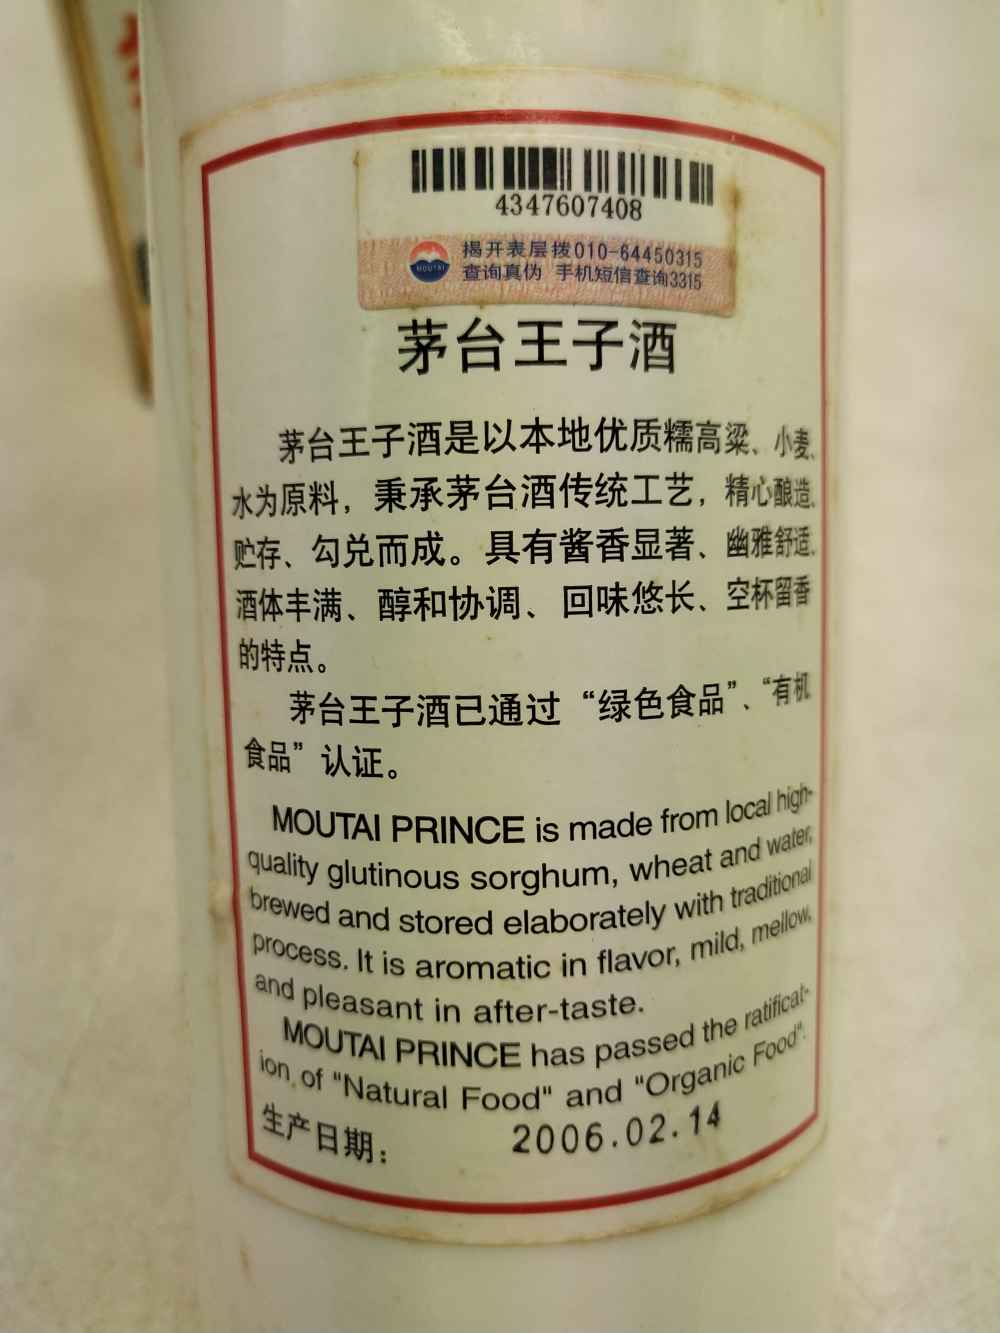 4347607408
揭开表层拨010-64450315
MOUTAI
查询真伪 手机短信查询3315
茅台王子酒
茅台王子酒是以本地优质糯高粱、小麦、
水为原料，秉承茅台酒传统工艺，精心酿造、
贮存、勾兑而成。具有酱香显著、幽雅舒适、
酒体丰满、醇和协调、回味悠长、空杯留香
的特点。
茅台王子酒已通过“绿色食品”、“有机
食品”认证。
MOUTAI PRINCE is made from local high-
quality glutinous sorghum, wheat and water,
brewed and stored elaborately with traditional
process. It is aromatic in flavor, mild, mellow,
and pleasant in after-taste.
MOUTAI PRINCE has passed the ratificat-
ion of "Natural Food" and "Organic Food".
生产日期： 2006.02.14